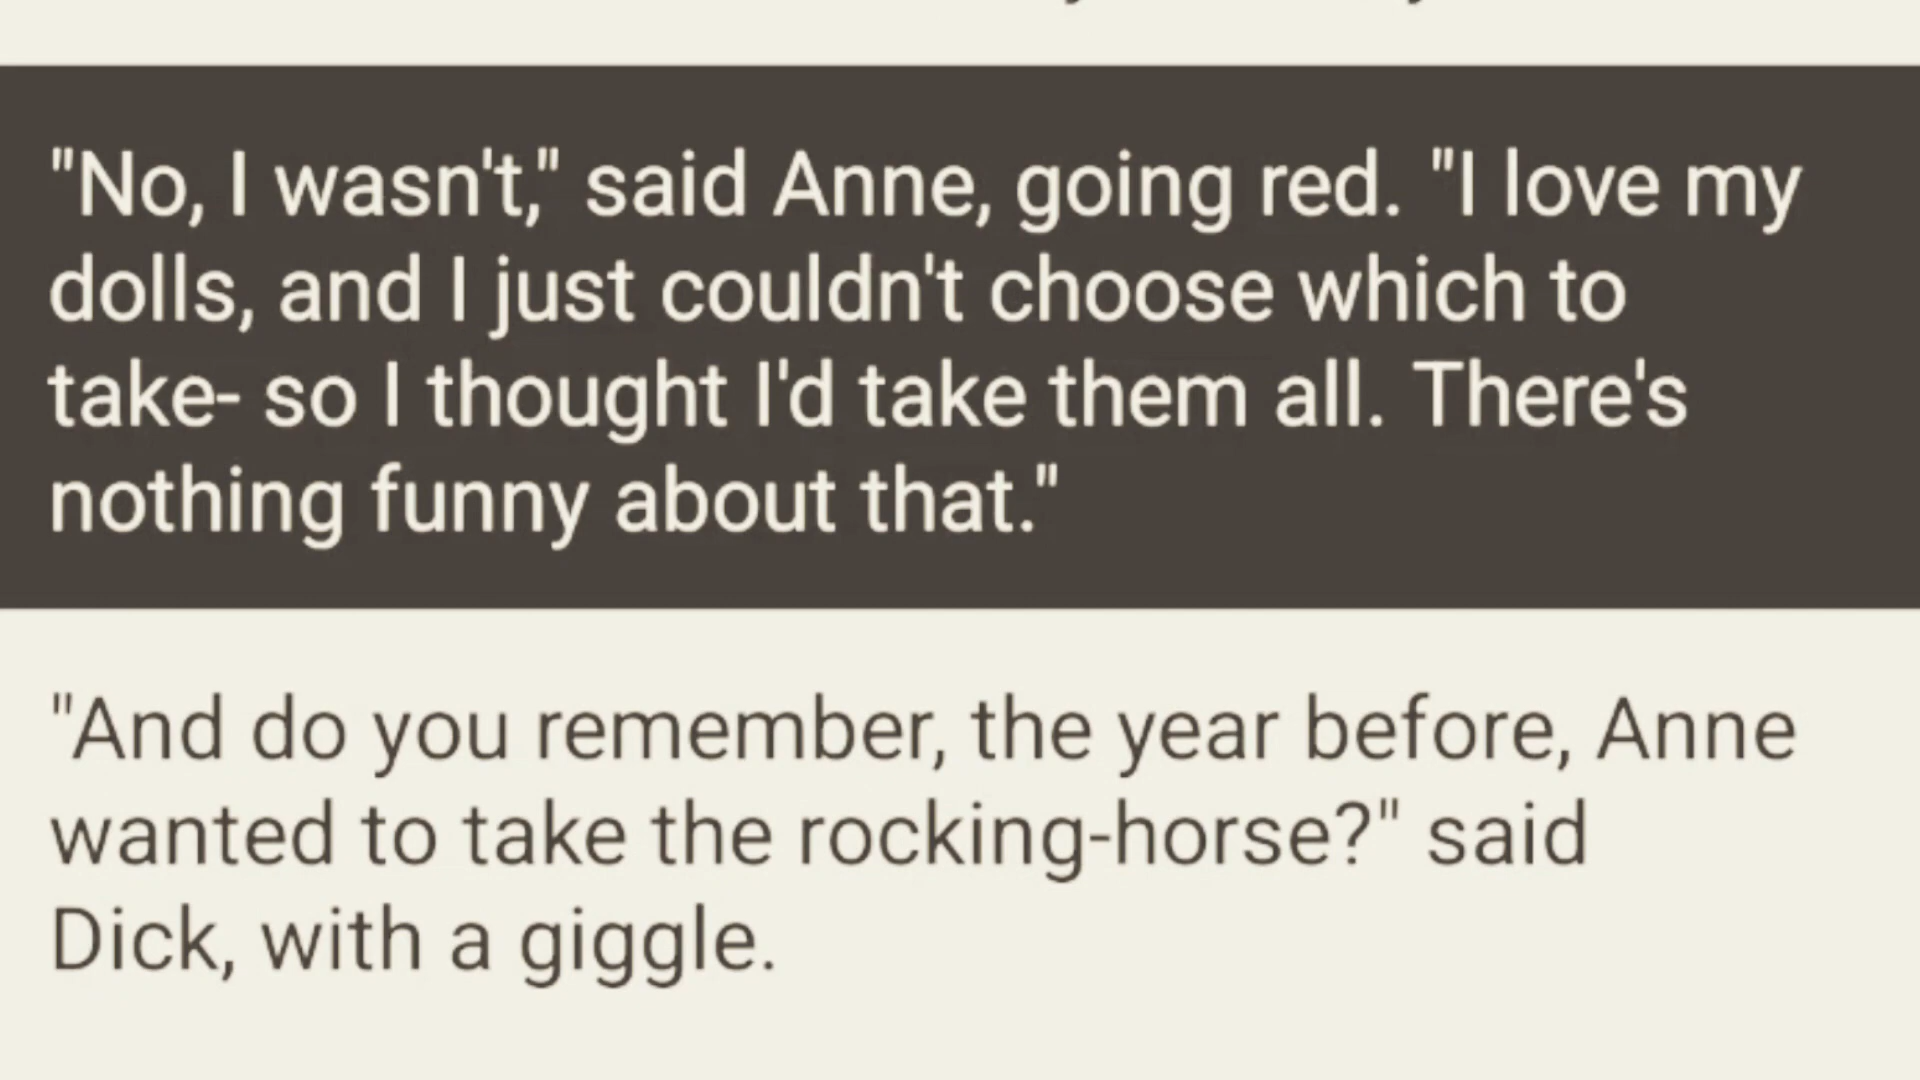 "No, I wasn't," said Anne, going red. "I love my
dolls, and I just couldn't choose which to
take- so I thought I'd take them all. There's
nothing funny about that."
"And do you remember, the year before, Anne
wanted to take the rocking-horse?" said
Dick, with a giggle.